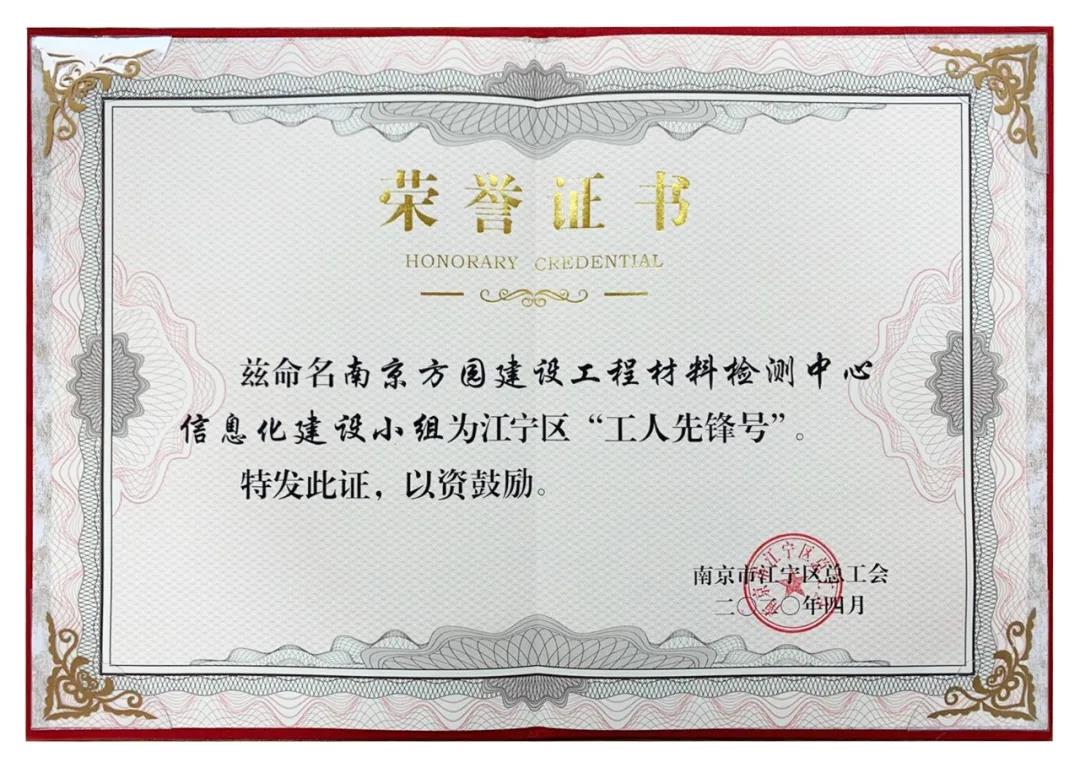 荣誉证书
HONORARY CREDENTIAL
兹命名南京方园建设工程材料检测中心
信息化建设小组为江宁区“工人先锋号”。
特发此证，以资鼓励。
南京市江宁区总工会
二〇二〇年四月